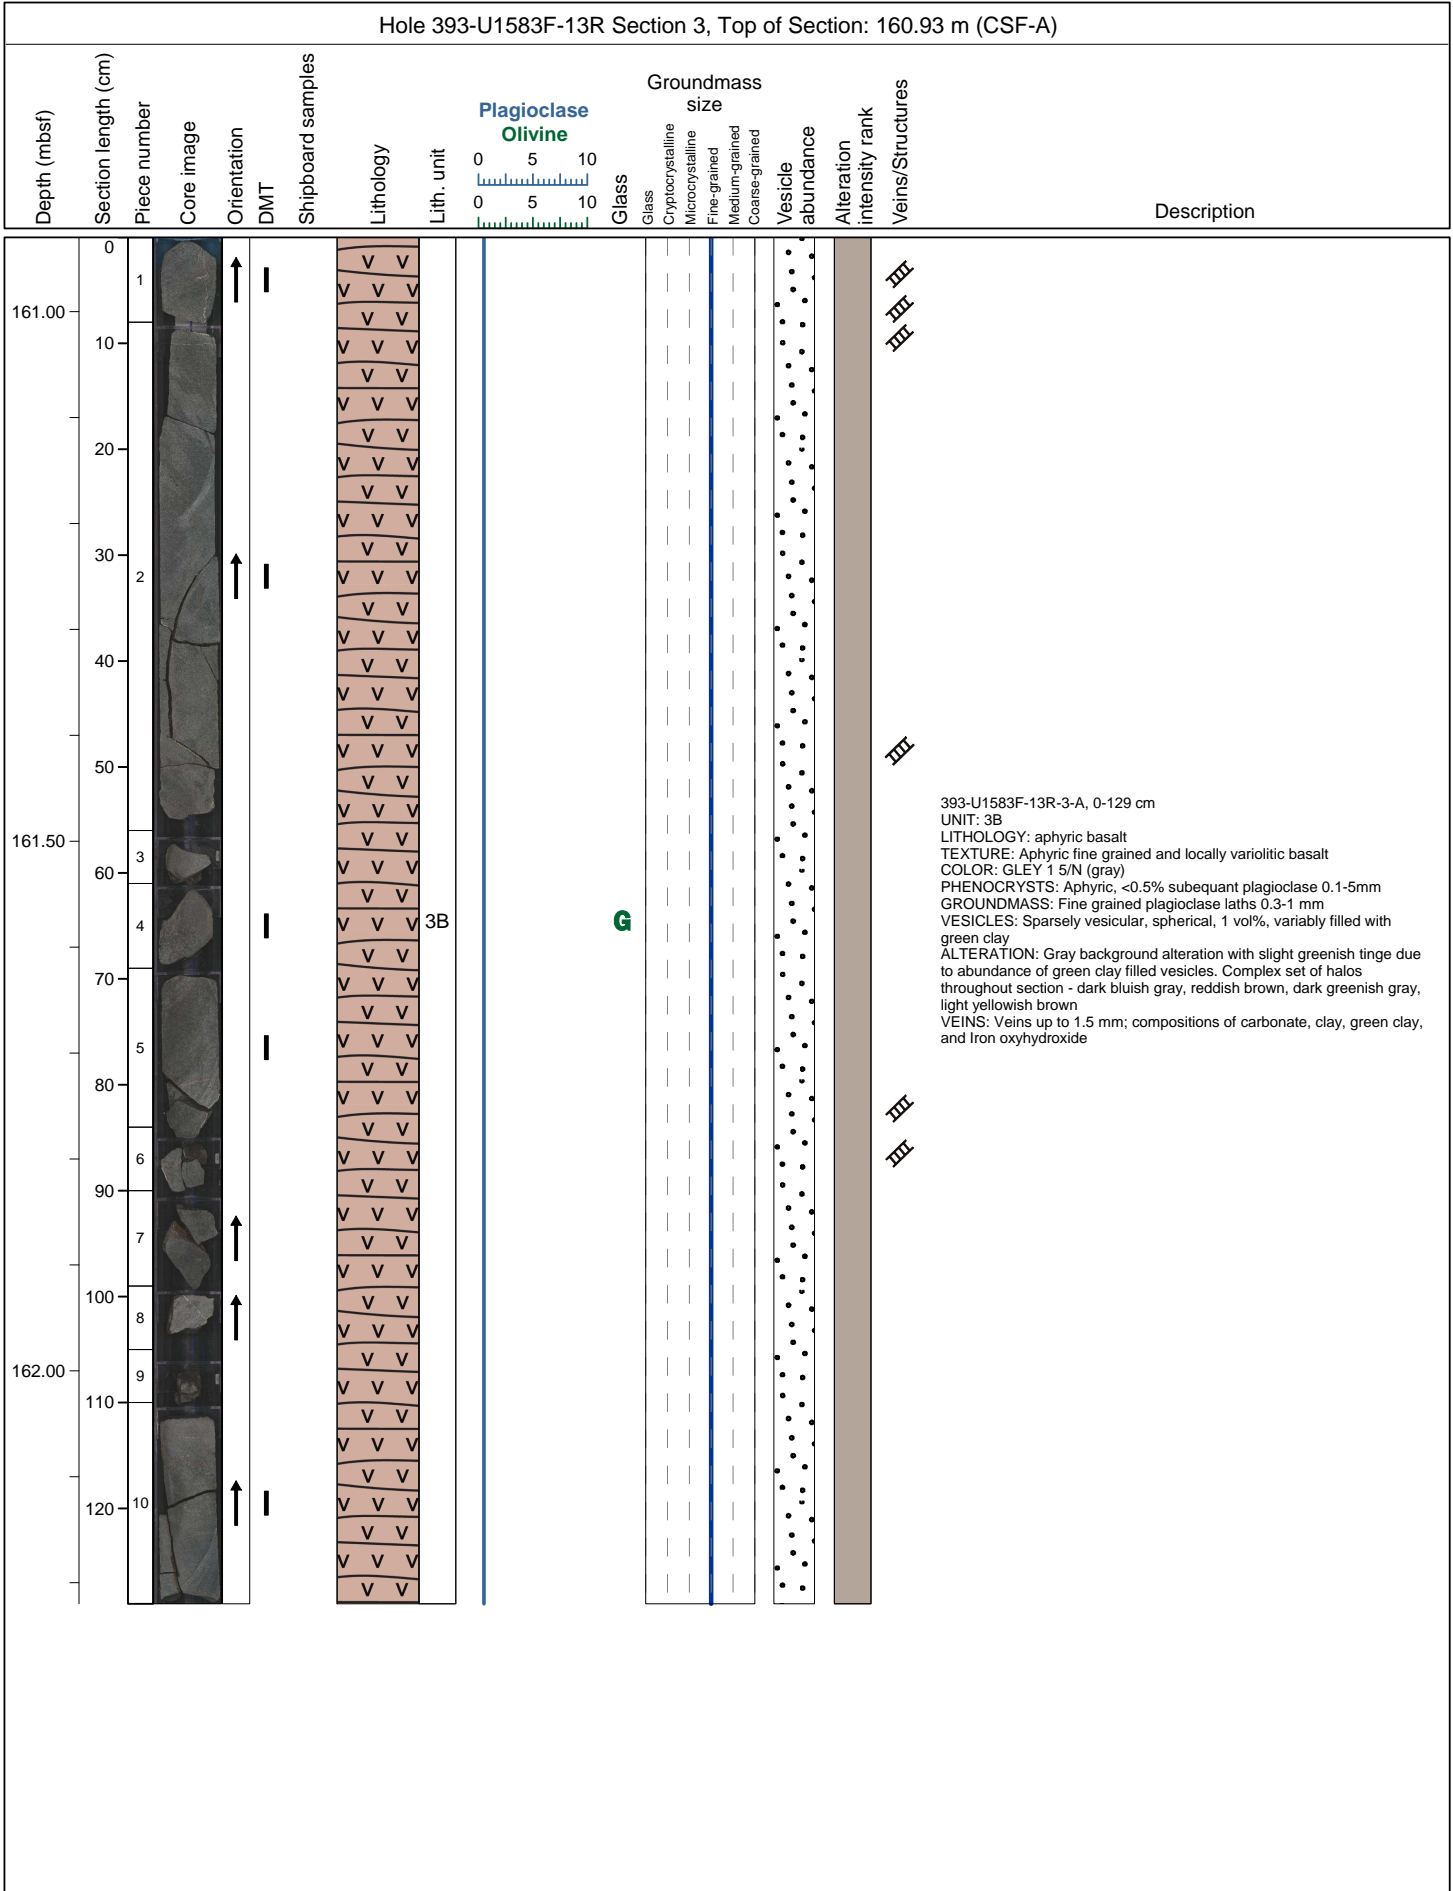 Hole 393-U1583F-13R Section 3, Top of Section: 160.93 m (CSF-A)
Depth (mbsf)
Section length (cm)
Piece number
Core image
Orientation
DMT
Shipboard samples
Lithology
Lith. unit
Plagioclase
Olivine
0 5 10
0 5 10
Glass
Groundmass
size
Glass
Cryptocrystalline
Microcrystalline
Fine-grained
Medium-grained
Coarse-grained
Vesicle
abundance
Alteration
intensity rank
Veins/Structures
Description
161.00
161.50
162.00
0
10
20
30
40
50
60
70
80
90
100
110
120
1
2
3
4
5
6
7
8
9
10
3B
G
393-U1583F-13R-3-A, 0-129 cm
UNIT: 3B
LITHOLOGY: aphyric basalt
TEXTURE: Aphyric fine grained and locally variolitic basalt
COLOR: GLEY 1 5/N (gray)
PHENOCRYSTS: Aphyric, <0.5% subequant plagioclase 0.1-5mm
GROUNDMASS: Fine grained plagioclase laths 0.3-1 mm
VESICLES: Sparsely vesicular, spherical, 1 vol%, variably filled with
green clay
ALTERATION: Gray background alteration with slight greenish tinge due
to abundance of green clay filled vesicles. Complex set of halos
throughout section - dark bluish gray, reddish brown, dark greenish gray,
light yellowish brown
VEINS: Veins up to 1.5 mm; compositions of carbonate, clay, green clay,
and Iron oxyhydroxide